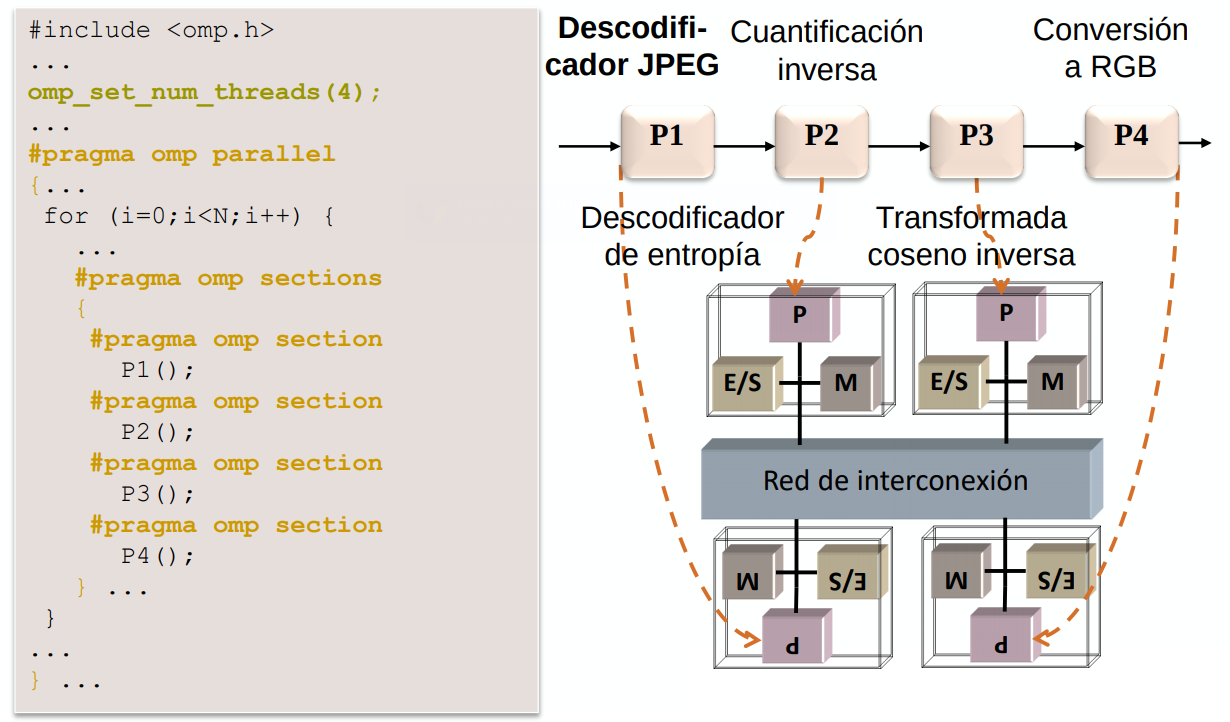 #include <omp.h>
...
omp_set_num_threads(4);
...
#pragma omp parallel
{...
for (i=0;i<N;i++) {
...
#pragma omp sections
{
#pragma omp section
P1();
#pragma omp section
P2();
#pragma omp section
P3();
#pragma omp section
P4();
} ...
}
...
} ...
Descodifi-
cador JPEG
Cuantificación
inversa
Conversión
a RGB
P1
P2
P3
P4
Descodificador
de entropía
Transformada
coseno inversa
P
E/S
M
P
E/S
M
Red de interconexión
M
E/S
P
M
E/S
P